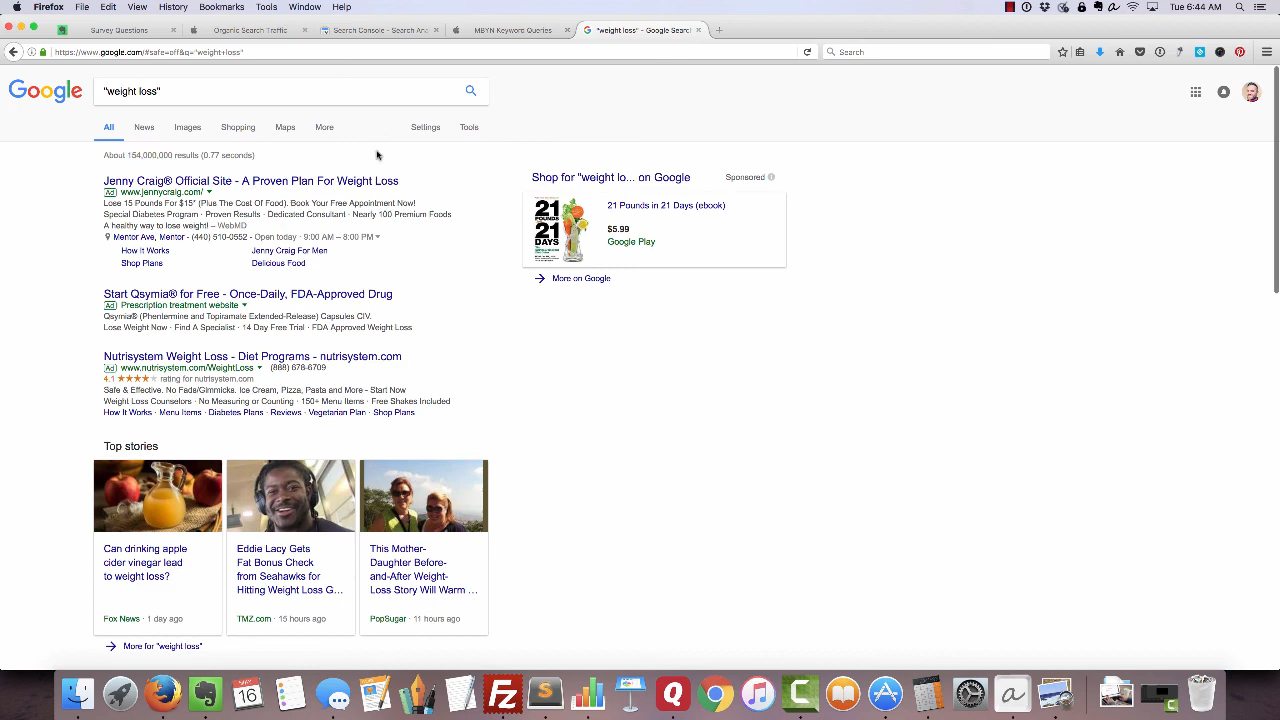 Firefox File Edit View History Bookmarks Tools Window Help
Tue 6:44 AM
Survey Questions
Organic Search Traffic
Search Console - Search Ana
MBYN Keyword Queries
"weight loss" - Google Searc
https://www.google.com/#safe=off&q="weight+loss"
Search
Google
"weight loss"
All News Images Shopping Maps More Settings Tools
About 154,000,000 results (0.77 seconds)
Jenny Craig® Official Site - A Proven Plan For Weight Loss
Ad www.jennycraig.com/
Lose 15 Pounds For $15* (Plus The Cost Of Food). Book Your Free Appointment Now!
Special Diabetes Program · Proven Results · Dedicated Consultant · Nearly 100 Premium Foods
A healthy way to lose weight! – WebMD
Mentor Ave, Mentor - (440) 510-0552 - Open today · 9:00 AM – 8:00 PM
How It Works
Jenny Craig For Men
Shop Plans
Delicious Food
Start Qsymia® for Free - Once-Daily, FDA-Approved Drug
Ad Prescription treatment website
Qsymia® (Phentermine and Topiramate Extended-Release) Capsules CIV.
Lose Weight Now · Find A Specialist · 14 Day Free Trial · FDA Approved Weight Loss
Nutrisystem Weight Loss - Diet Programs - nutrisystem.com
Ad www.nutrisystem.com/WeightLoss (888) 678-6709
4.1 ★★★★★ rating for nutrisystem.com
Safe & Effective. No Fads/Gimmicks. Ice Cream, Pizza, Pasta and More - Start Now
Weight Loss Counselors · No Measuring or Counting · 150+ Menu Items · Free Shakes Included
How It Works · Menu Items · Diabetes Plans · Reviews · Vegetarian Plan · Shop Plans
Shop for "weight lo... on Google
Sponsored
21 POUNDS IN 21 DAYS
21 Pounds in 21 Days (ebook)
$5.99
Google Play
More on Google
Top stories
Can drinking apple
cider vinegar lead
to weight loss?
Fox News · 1 day ago
Eddie Lacy Gets
Fat Bonus Check
from Seahawks for
Hitting Weight Loss G...
TMZ.com · 15 hours ago
This Mother-
Daughter Before-
and-After Weight-
Loss Story Will Warm ...
PopSugar · 11 hours ago
More for "weight loss"
MAY
16